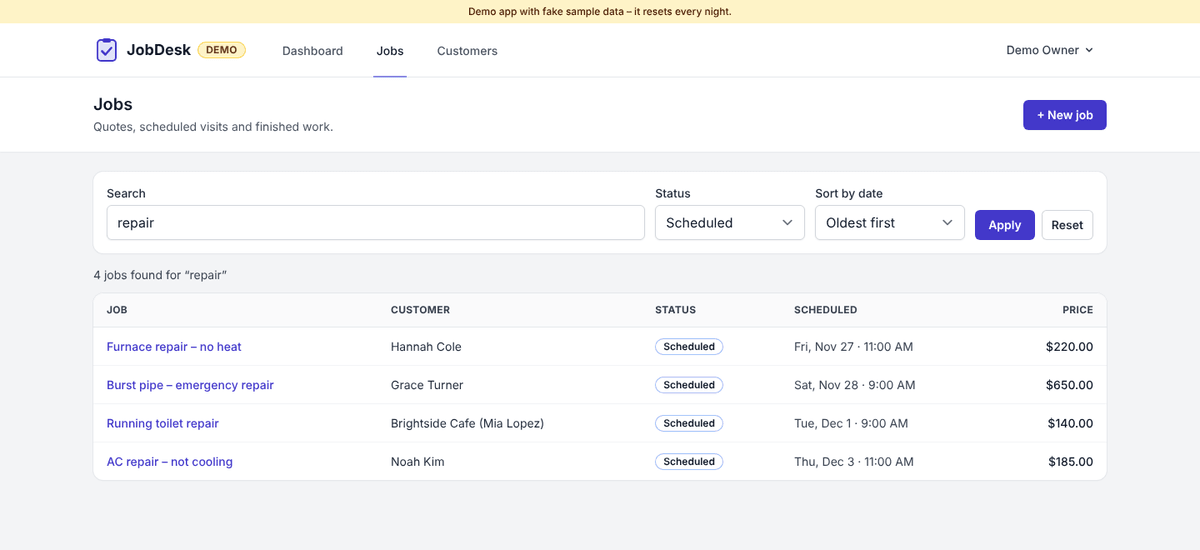 Demo app with fake sample data – it resets every night.
JobDesk DEMO Dashboard Jobs Customers Demo Owner
Jobs
Quotes, scheduled visits and finished work.
+ New job
Search Status Sort by date
repair Scheduled Oldest first Apply Reset
4 jobs found for “repair”
JOB CUSTOMER STATUS SCHEDULED PRICE
Furnace repair – no heat Hannah Cole Scheduled Fri, Nov 27 · 11:00 AM $220.00
Burst pipe – emergency repair Grace Turner Scheduled Sat, Nov 28 · 9:00 AM $650.00
Running toilet repair Brightside Cafe (Mia Lopez) Scheduled Tue, Dec 1 · 9:00 AM $140.00
AC repair – not cooling Noah Kim Scheduled Thu, Dec 3 · 11:00 AM $185.00